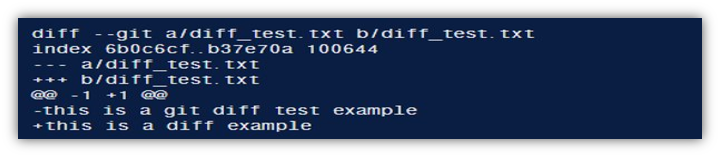 diff --git a/diff_test.txt b/diff_test.txt
index 6b0c6cf..b37e70a 100644
--- a/diff_test.txt
+++ b/diff_test.txt
@@ -1 +1 @@
-this is a git diff test example
+this is a diff example